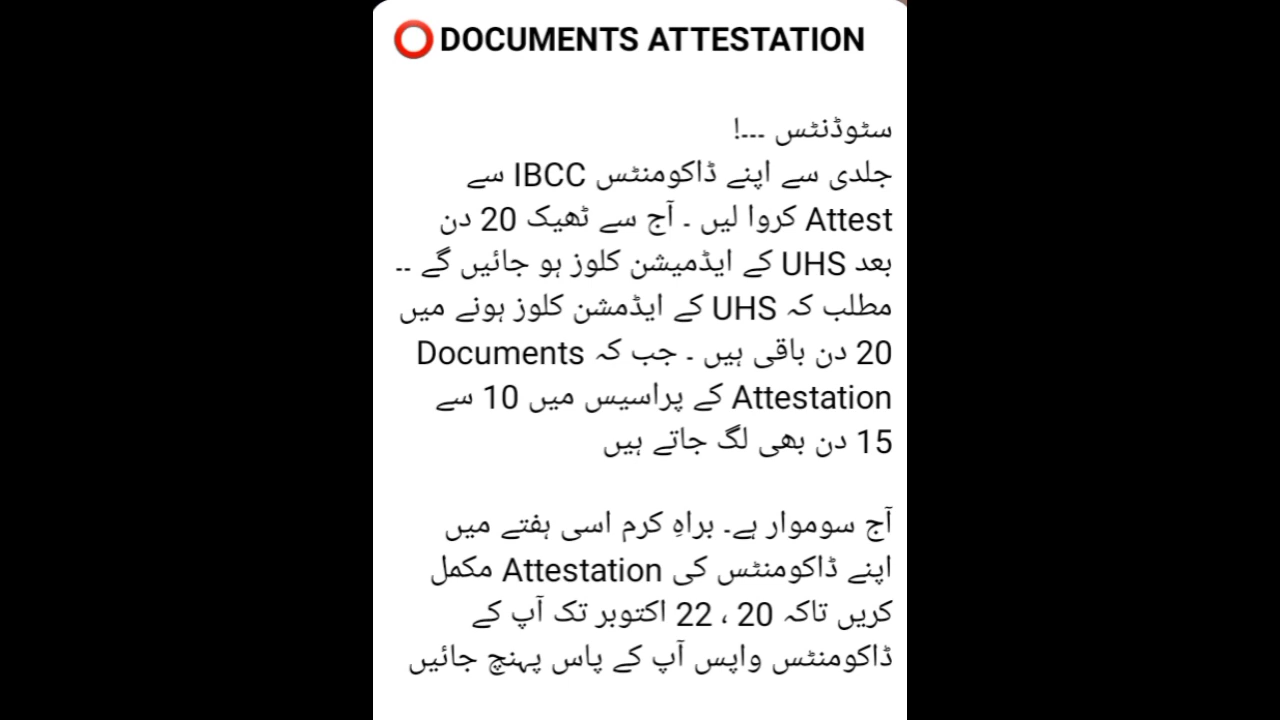 ⭕DOCUMENTS ATTESTATION
سٹوڈنٹس ---!
جلدی سے اپنے ڈاکومنٹس IBCC سے
Attest کروا لیں ۔ آج سے ٹھیک 20 دن
بعد UHS کے ایڈمیشن کلوز ہو جائیں گے --
مطلب کہ UHS کے ایڈمشن کلوز ہونے میں
20 دن باقی ہیں ۔ جب کہ Documents
Attestation کے پراسیس میں 10 سے
15 دن بھی لگ جاتے ہیں
آج سوموار ہے۔ براہِ کرم اسی ہفتے میں
اپنے ڈاکومنٹس کی Attestation مکمل
کریں تاکہ 20 ، 22 اکتوبر تک آپ کے
ڈاکومنٹس واپس آپ کے پاس پہنچ جائیں